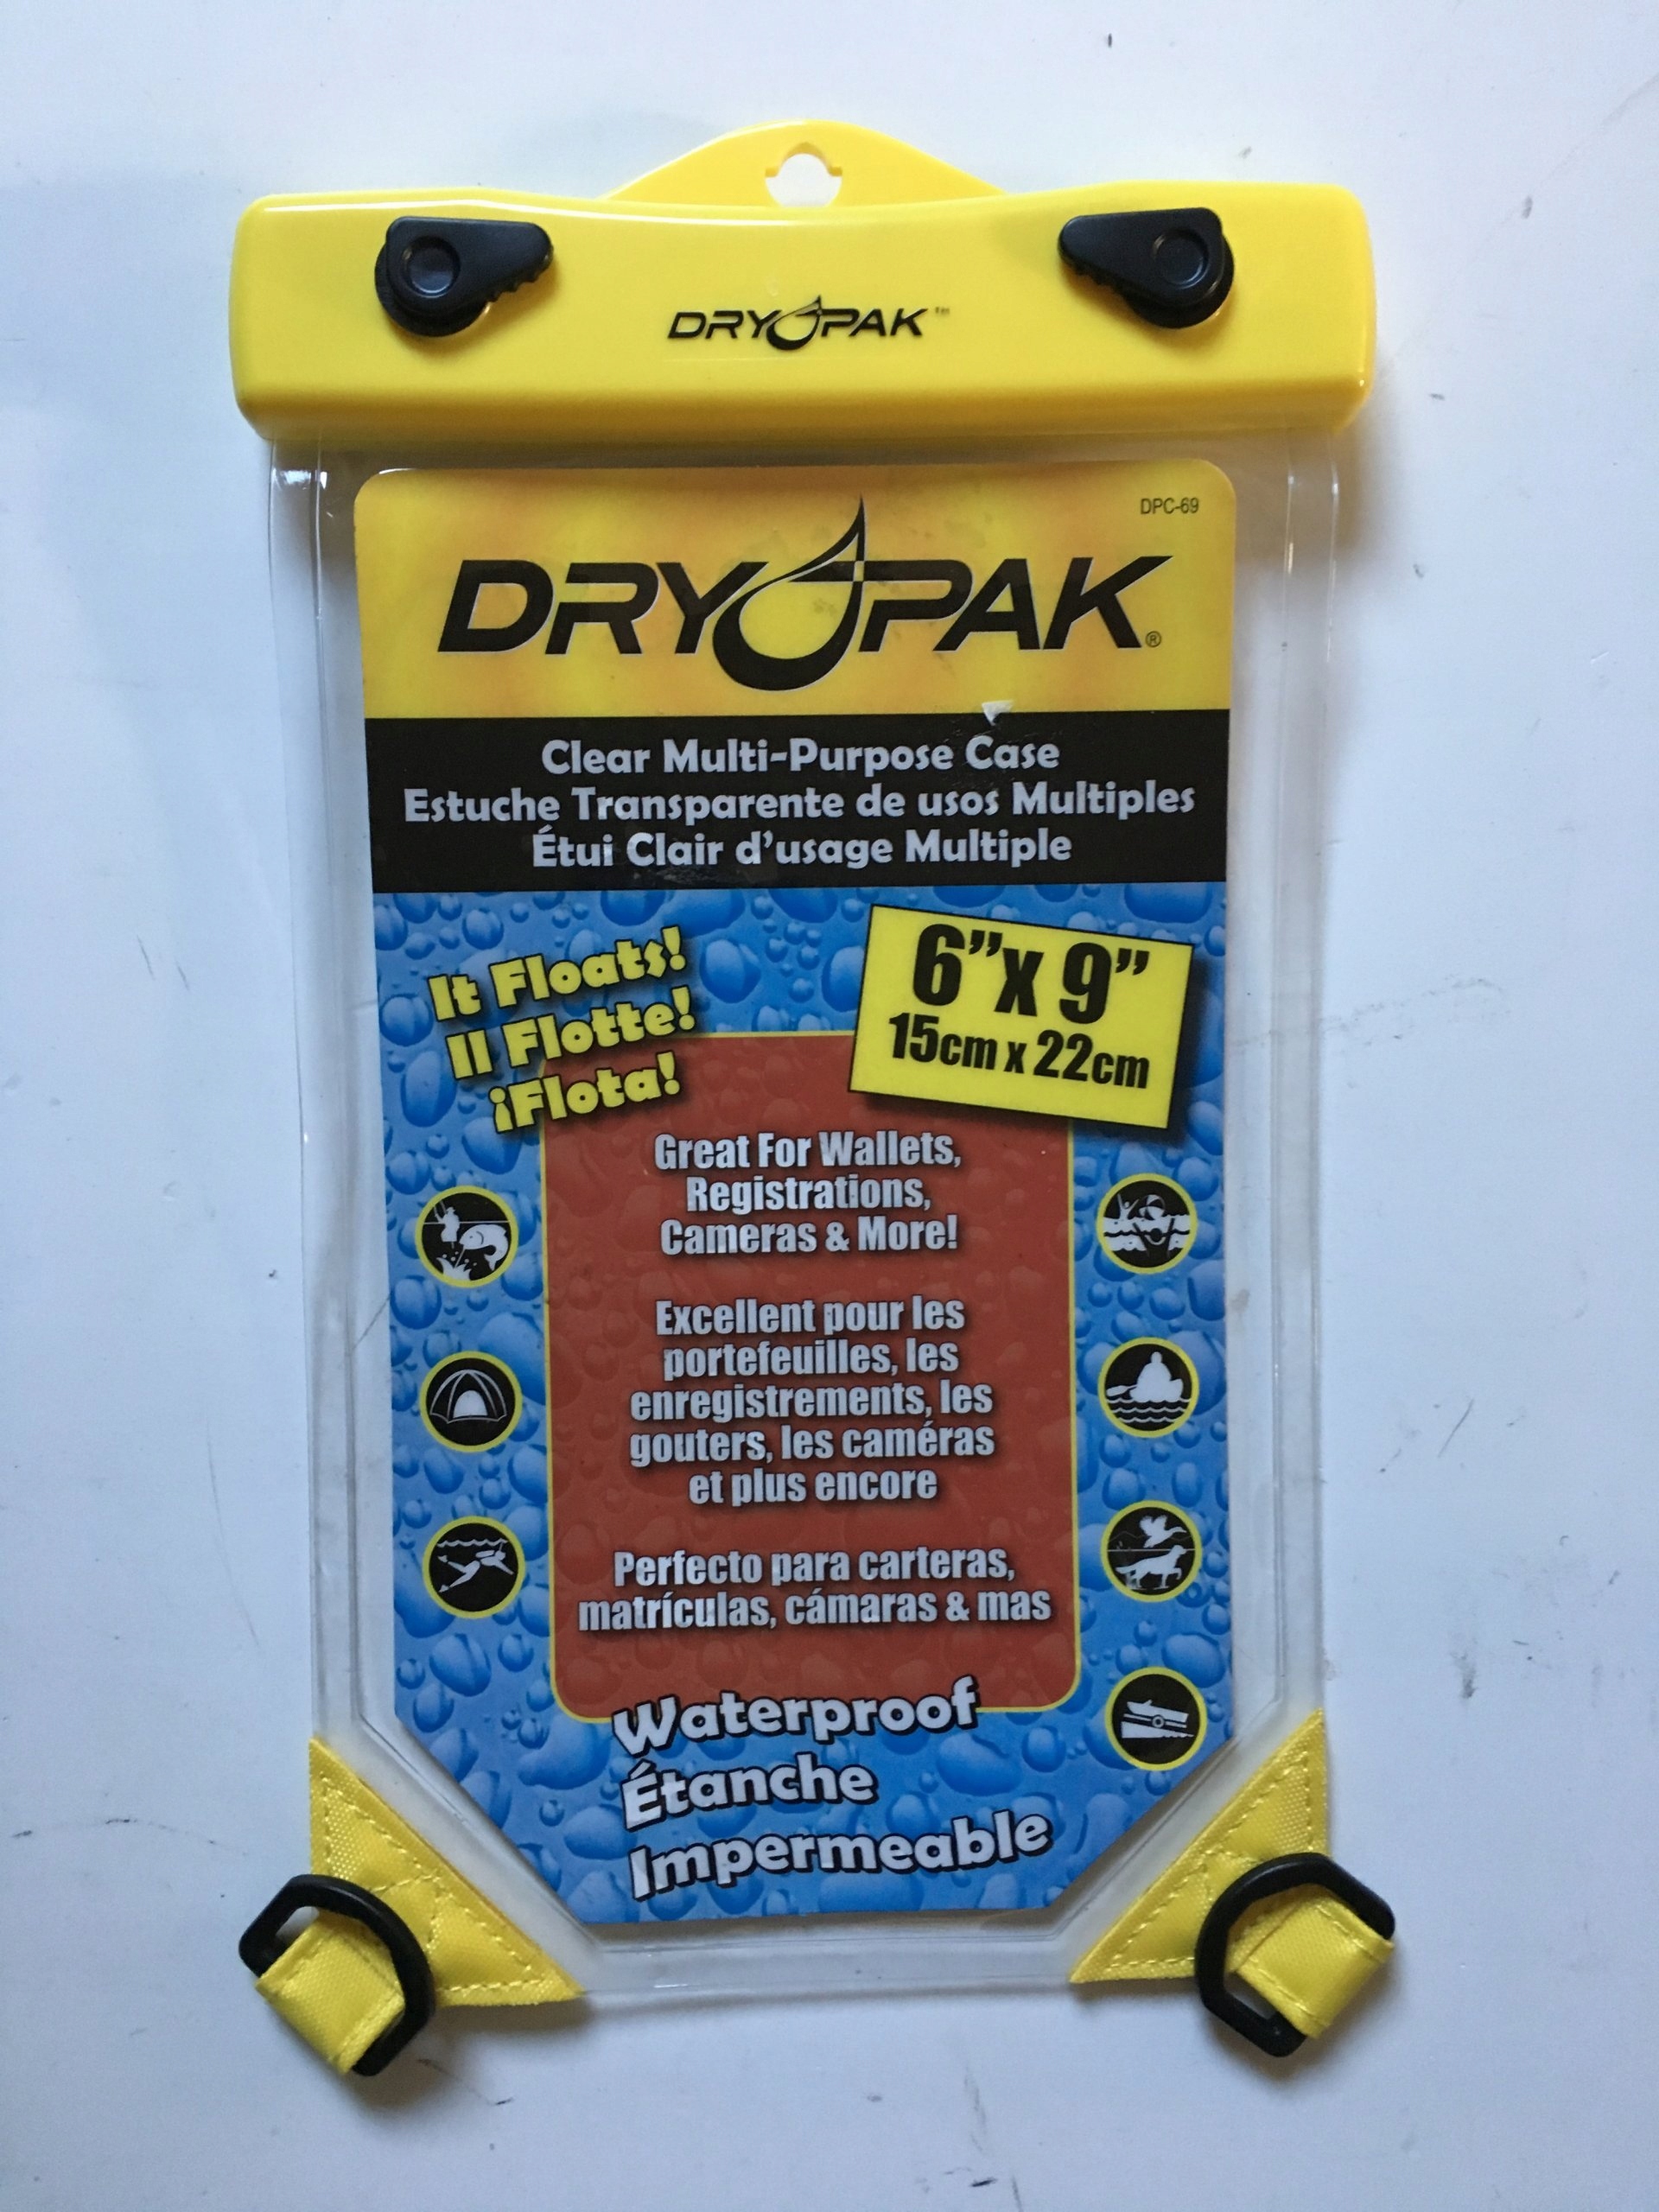 DRYPAK™
DPC-69
DRYPAK®
Clear Multi-Purpose Case
Estuche Transparente de usos Multiples
Étui Clair d'usage Multiple
It Floats!
Il Flotte!
¡Flota!
6”x 9”
15cm x 22cm
Great For Wallets,
Registrations,
Cameras & More!
Excellent pour les
portefeuilles, les
enregistrements, les
gouters, les caméras
et plus encore
Perfecto para carteras,
matrículas, cámaras & mas
Waterproof
Étanche
Impermeable